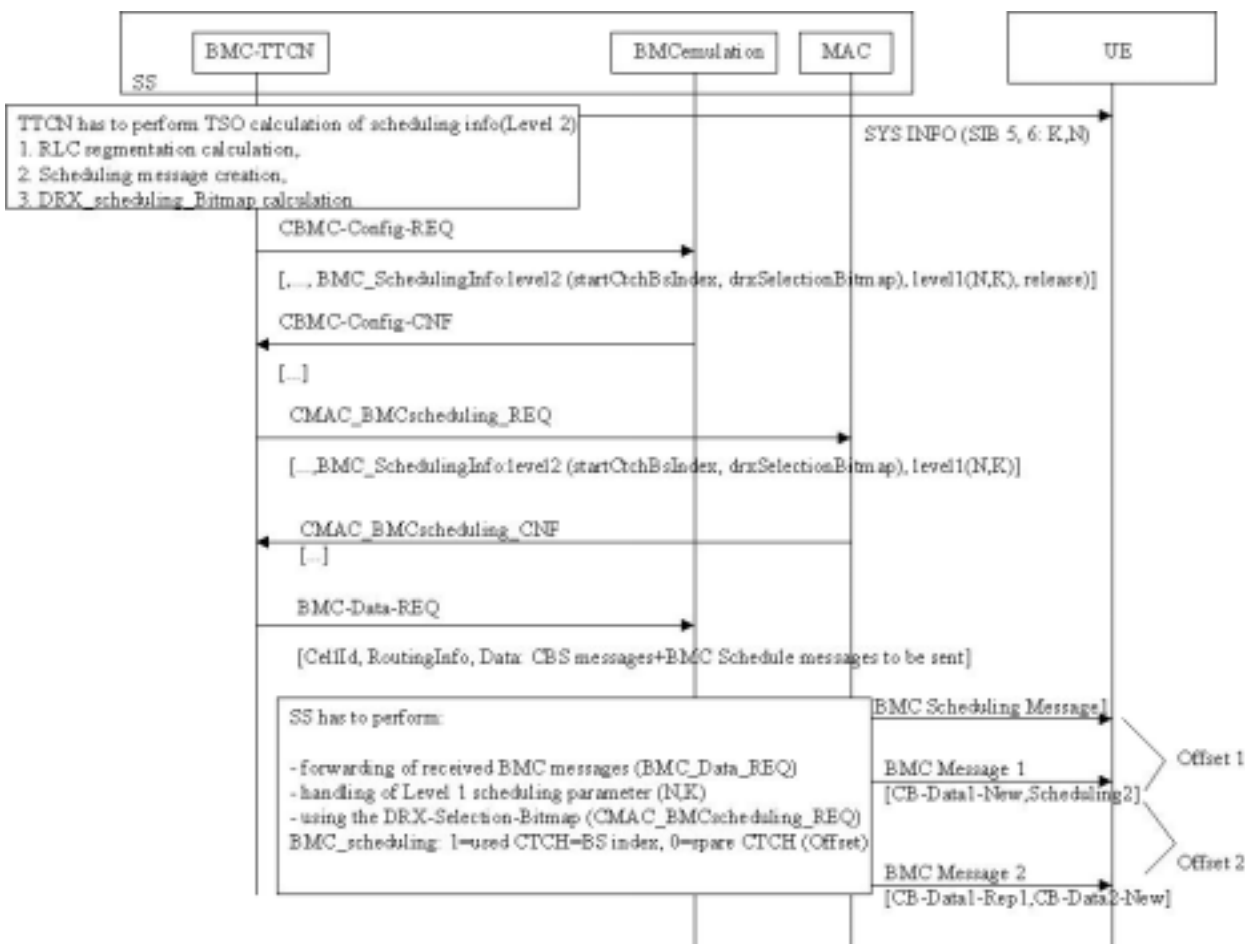 BMC-TTCN
BMCemulation
MAC
UE
SS
TTCN has to perform TSO calculation of scheduling info(Level 2)
1. RLC segmentation calculation,
2. Scheduling message creation,
3. DRX_scheduling_Bitmap calculation
SYS INFO (SIB 5, 6: K,N)
CBMC-Config-REQ
[,..., BMC_SchedulingInfo:level2 (startCtchBsIndex, drxSelectionBitmap), level1(N,K), release)]
CBMC-Config-CNF
[...]
CMAC_BMCscheduling_REQ
[...,BMC_SchedulingInfo:level2 (startCtchBsIndex, drxSelectionBitmap), level1(N,K)]
CMAC_BMCscheduling_CNF
[...]
BMC-Data-REQ
[CellId, RoutingInfo, Data: CBS messages+BMC Schedule messages to be sent]
SS has to perform:
- forwarding of received BMC messages (BMC_Data_REQ)
- handling of Level 1 scheduling parameter (N,K)
- using the DRX-Selection-Bitmap (CMAC_BMCscheduling_REQ)
BMC_scheduling: 1=used CTCH=BS index, 0=spare CTCH (Offset)
[BMC Scheduling Message]
Offset 1
BMC Message 1
[CB-Data1-New,Scheduling2]
Offset 2
BMC Message 2
[CB-Data1-Rep1,CB-Data2-New]